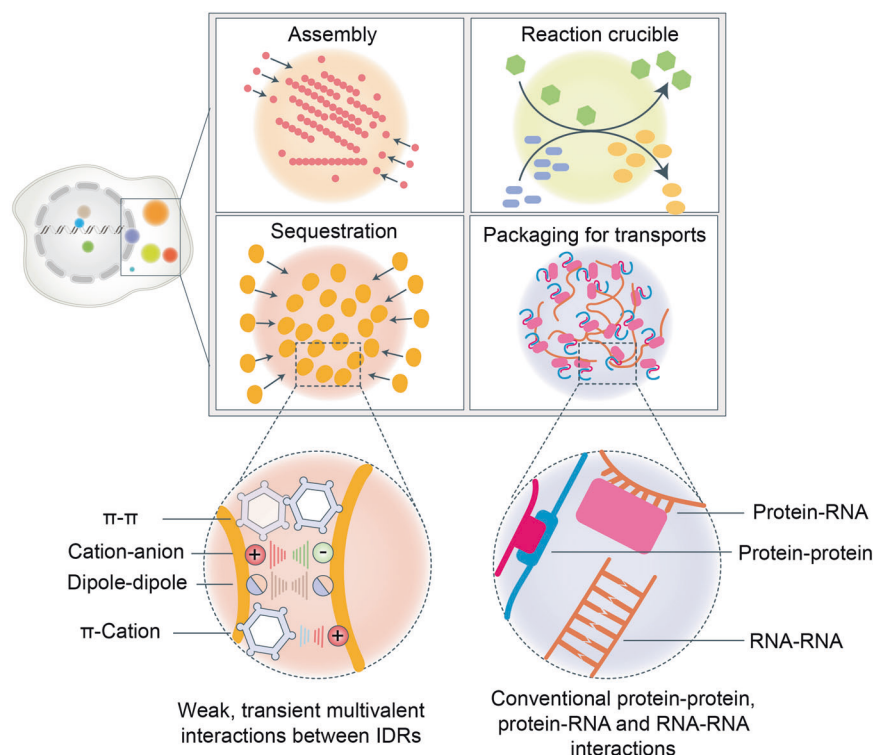 Assembly
Reaction crucible
Sequestration
Packaging for transports
π-π
Cation-anion
Dipole-dipole
π-Cation
+
-
+
Protein-RNA
Protein-protein
RNA-RNA
Weak, transient multivalent
interactions between IDRs
Conventional protein-protein,
protein-RNA and RNA-RNA
interactions